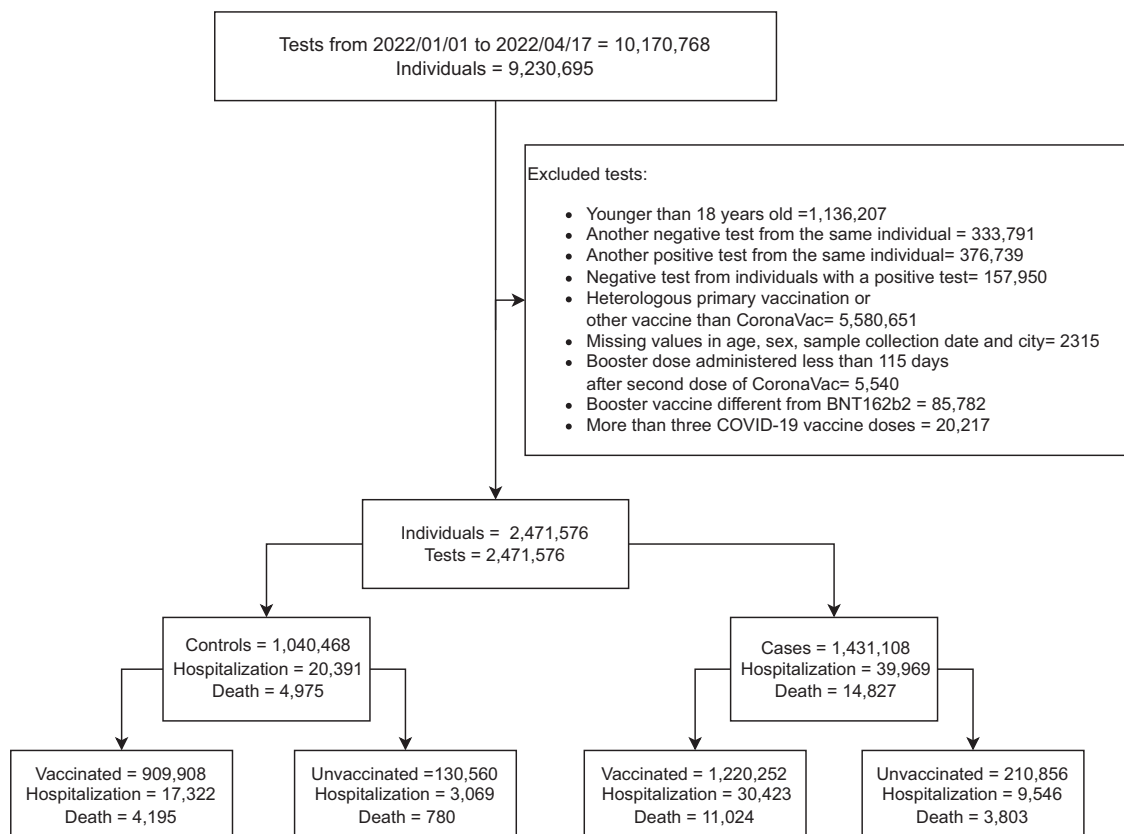 Tests from 2022/01/01 to 2022/04/17 = 10,170,768
Individuals = 9,230,695
Excluded tests:
• Younger than 18 years old =1,136,207
• Another negative test from the same individual = 333,791
• Another positive test from the same individual= 376,739
• Negative test from individuals with a positive test= 157,950
• Heterologous primary vaccination or
other vaccine than CoronaVac= 5,580,651
• Missing values in age, sex, sample collection date and city= 2315
• Booster dose administered less than 115 days
after second dose of CoronaVac= 5,540
• Booster vaccine different from BNT162b2 = 85,782
• More than three COVID-19 vaccine doses = 20,217
Individuals = 2,471,576
Tests = 2,471,576
Controls = 1,040,468
Hospitalization = 20,391
Death = 4,975
Cases = 1,431,108
Hospitalization = 39,969
Death = 14,827
Vaccinated = 909,908
Hospitalization = 17,322
Death = 4,195
Unvaccinated =130,560
Hospitalization = 3,069
Death = 780
Vaccinated = 1,220,252
Hospitalization = 30,423
Death = 11,024
Unvaccinated = 210,856
Hospitalization = 9,546
Death = 3,803